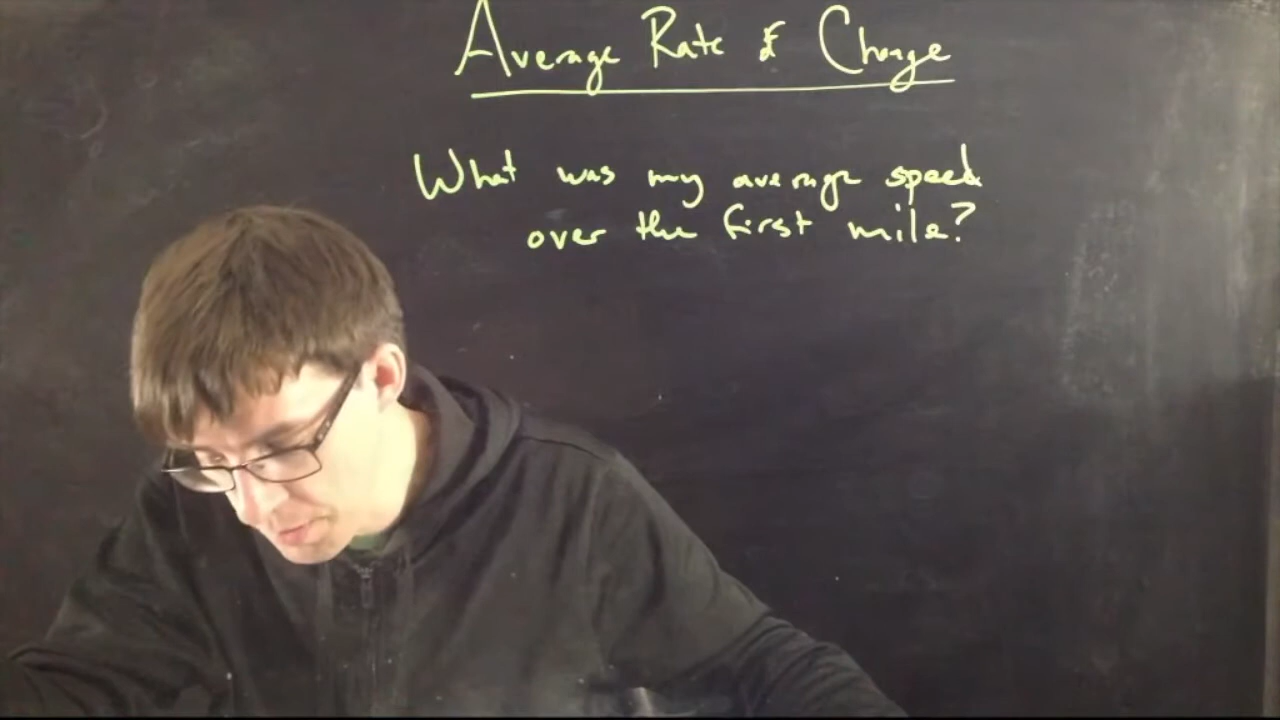 Average Rate of Change
What was my average speed
over the first mile?